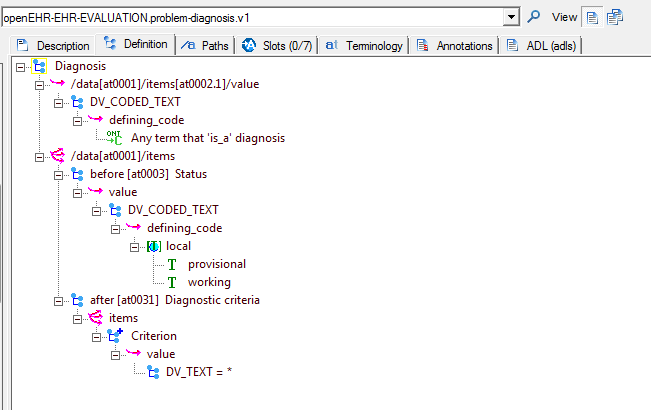 openEHR-EHR-EVALUATION.problem-diagnosis.v1 View
Description Definition Paths Slots (0/7) Terminology Annotations ADL (adls)
Diagnosis
/data[at0001]/items[at0002.1]/value
DV_CODED_TEXT
defining_code
ONT C Any term that 'is_a' diagnosis
/data[at0001]/items
before [at0003] Status
value
DV_CODED_TEXT
defining_code
[T] local
T provisional
T working
after [at0031] Diagnostic criteria
items
Criterion
value
DV_TEXT = *